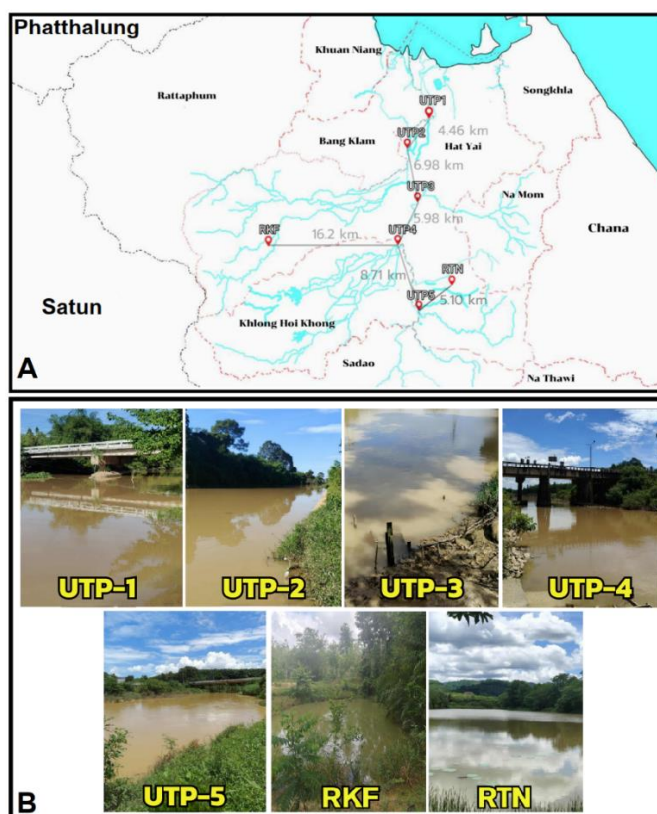 Phatthalung
Khuan Niang
Rattaphum
Songkhla
UTP1
4.46 km
Bang Klam
UTP2
Hat Yai
6.98 km
UTP3
Na Mom
5.98 km
Chana
RKF
16.2 km
UTP4
RTN
8.71 km
UTP5
5.10 km
Satun
Khlong Hoi Khong
Sadao
Na Thawi
A
UTP-1
UTP-2
UTP-3
UTP-4
UTP-5
RKF
RTN
B